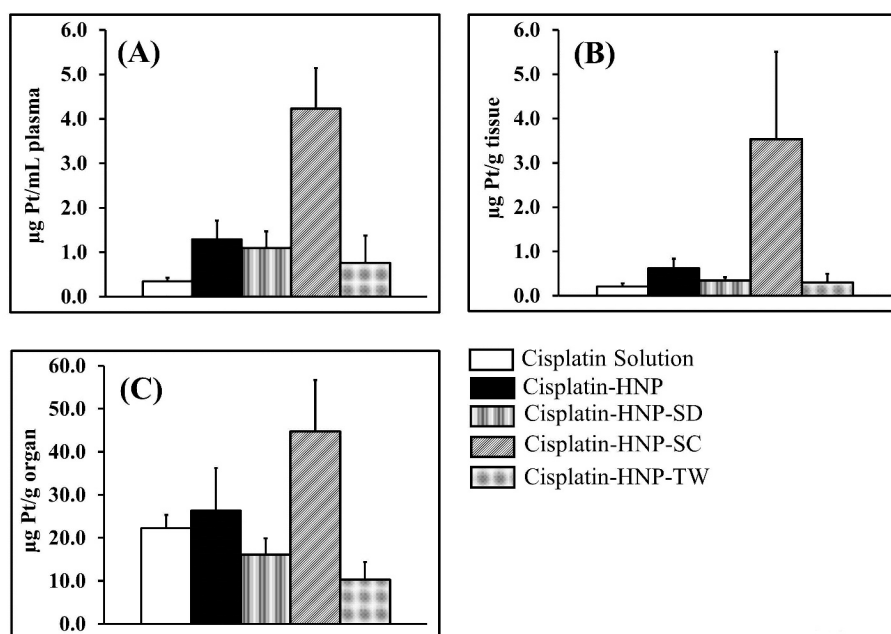 (A)
µg Pt/mL plasma
6.0
5.0
4.0
3.0
2.0
1.0
0.0
(B)
µg Pt/g tissue
6.0
5.0
4.0
3.0
2.0
1.0
0.0
(C)
µg Pt/g organ
60.0
50.0
40.0
30.0
20.0
10.0
0.0
Cisplatin Solution
Cisplatin-HNP
Cisplatin-HNP-SD
Cisplatin-HNP-SC
Cisplatin-HNP-TW